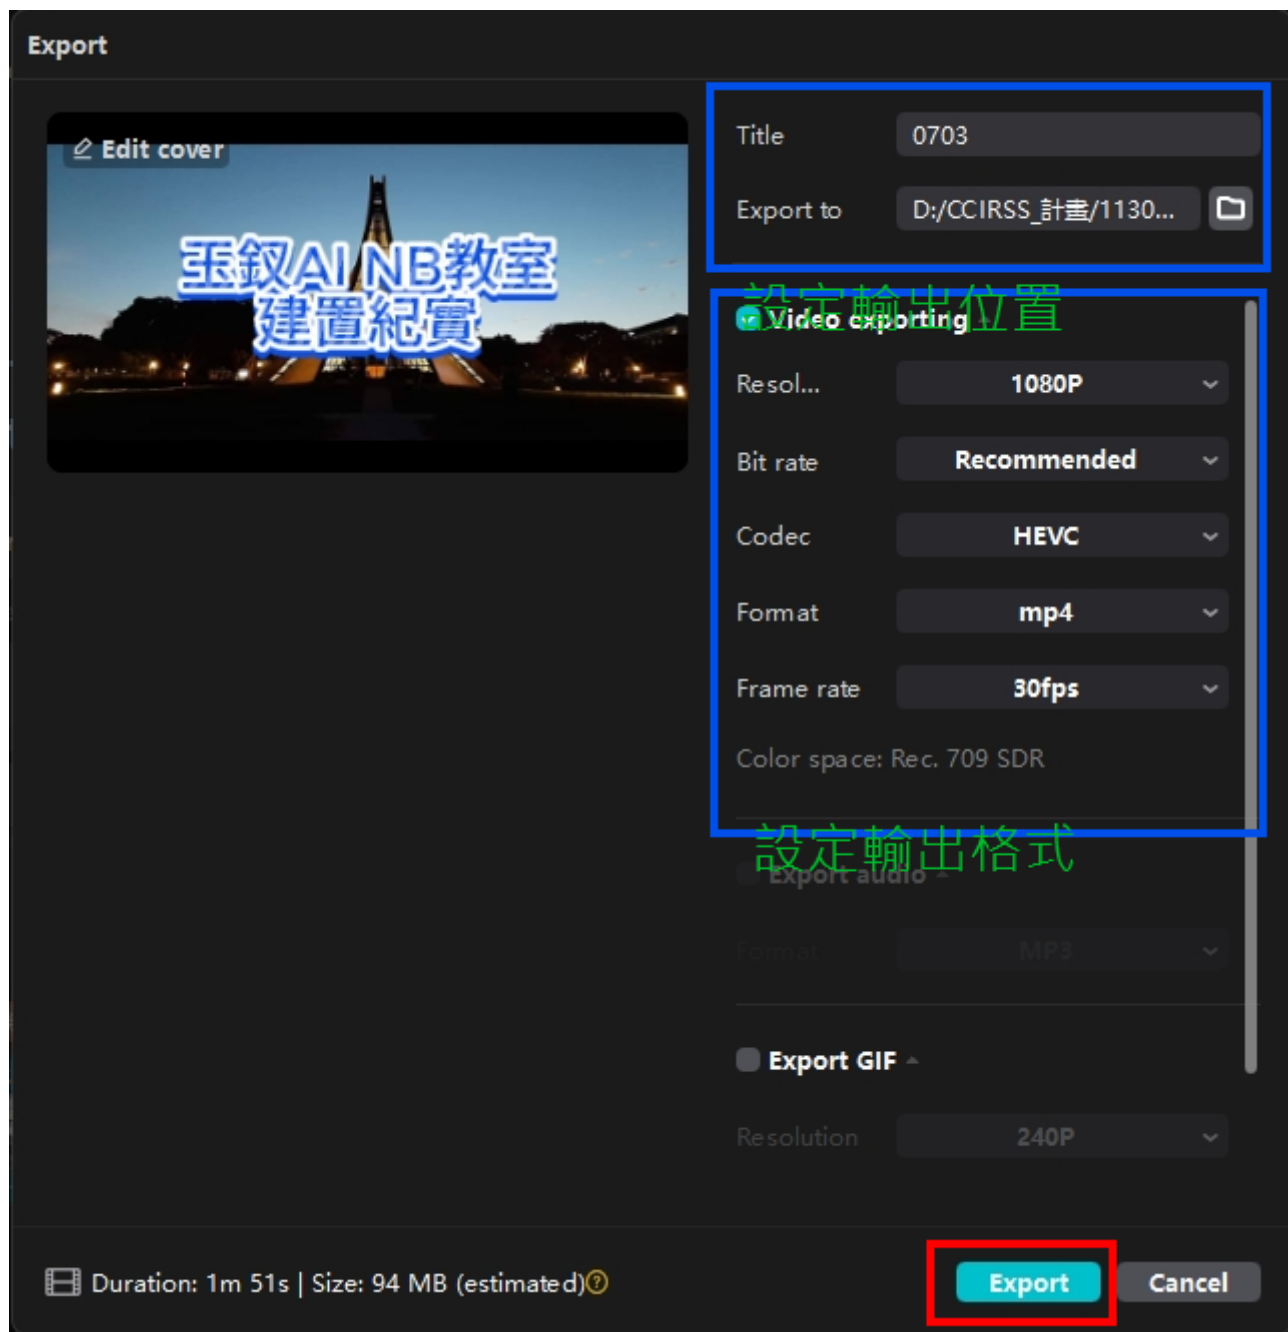 Export
Edit cover
玉釵AI NB教室
建置紀實
Title 0703
Export to D:/CCIRSS_計畫/1130...
設定輸出位置
Video exporting
Resol... 1080P
Bit rate Recommended
Codec HEVC
Format mp4
Frame rate 30fps
Color space: Rec. 709 SDR
設定輸出格式
Export audio
Format MP3
Export GIF
Resolution 240P
Duration: 1m 51s | Size: 94 MB (estimated)
Export Cancel